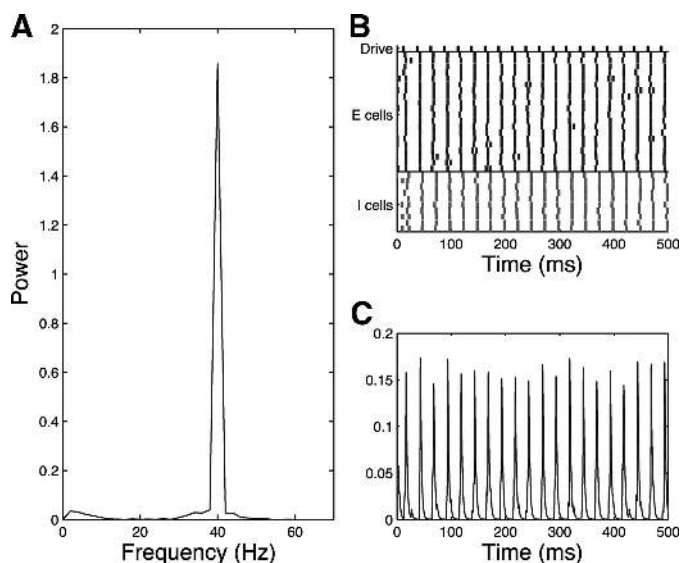 A
2
1.8
1.6
1.4
1.2
1
0.8
0.6
0.4
0.2
0
Power
0 20 40 60
Frequency (Hz)
B
Drive
E cells
I cells
0 100 200 300 400 500
Time (ms)
C
0.2
0.15
0.1
0.05
0
0 100 200 300 400 500
Time (ms)